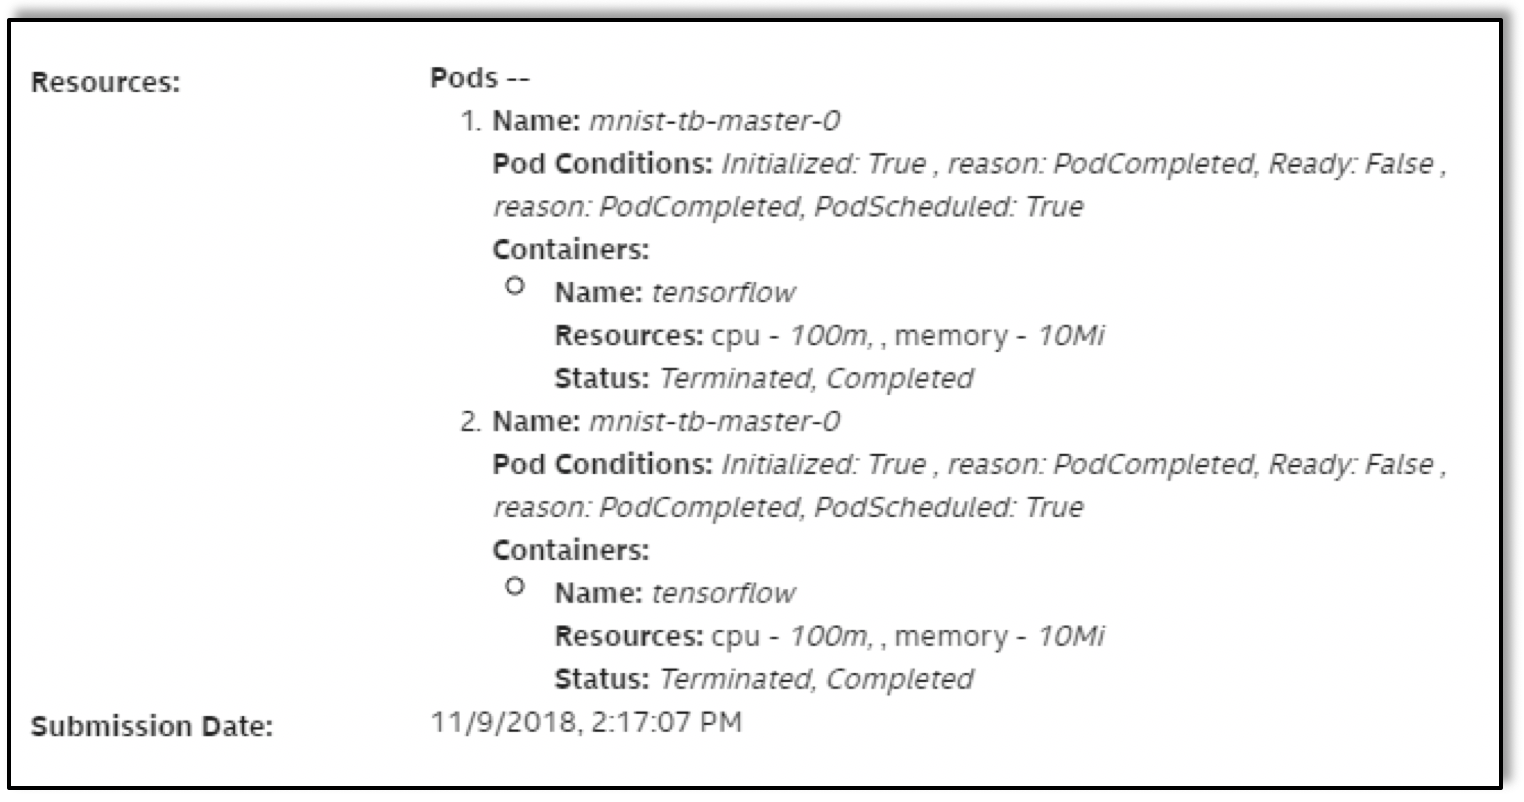 Resources:
Pods --
1. Name: mnist-tb-master-0
Pod Conditions: Initialized: True , reason: PodCompleted, Ready: False ,
reason: PodCompleted, PodScheduled: True
Containers:
Name: tensorflow
Resources: cpu - 100m, , memory - 10Mi
Status: Terminated, Completed
2. Name: mnist-tb-master-0
Pod Conditions: Initialized: True , reason: PodCompleted, Ready: False ,
reason: PodCompleted, PodScheduled: True
Containers:
Name: tensorflow
Resources: cpu - 100m, , memory - 10Mi
Status: Terminated, Completed
Submission Date: 11/9/2018, 2:17:07 PM